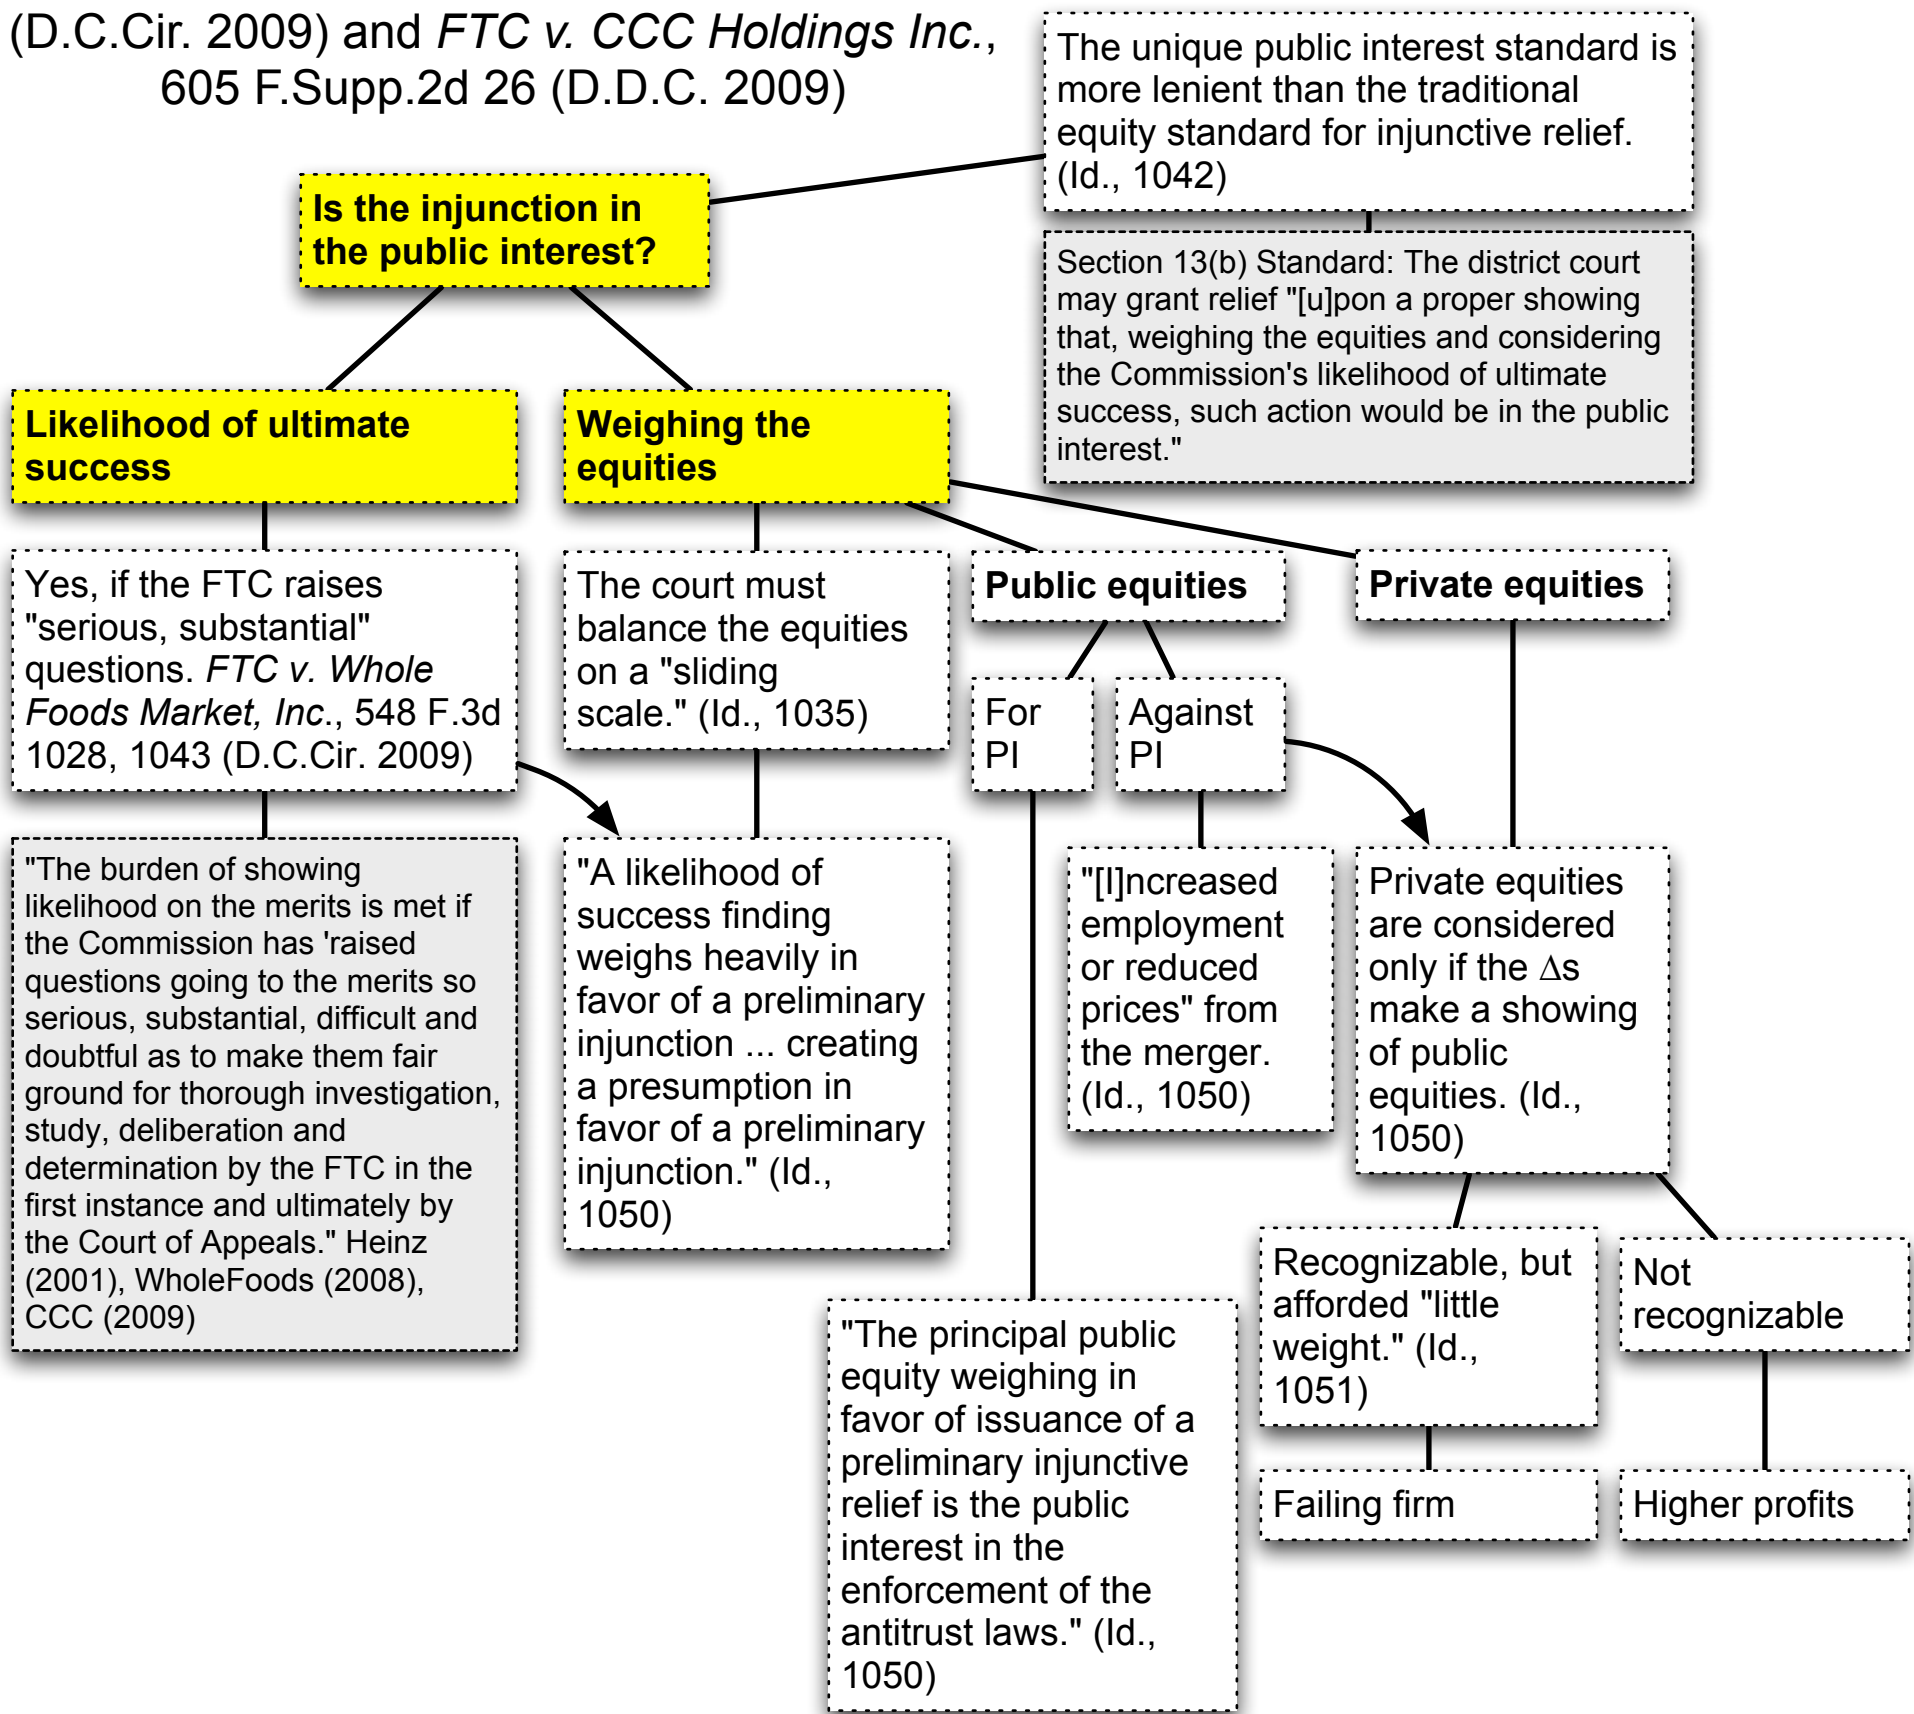 (D.C.Cir. 2009) and FTC v. CCC Holdings Inc.,
605 F.Supp.2d 26 (D.D.C. 2009)
The unique public interest standard is
more lenient than the traditional
equity standard for injunctive relief.
(Id., 1042)
Is the injunction in
the public interest?
Section 13(b) Standard: The district court
may grant relief "[u]pon a proper showing
that, weighing the equities and considering
the Commission's likelihood of ultimate
success, such action would be in the public
interest."
Likelihood of ultimate
success
Weighing the
equities
Yes, if the FTC raises
"serious, substantial"
questions. FTC v. Whole
Foods Market, Inc., 548 F.3d
1028, 1043 (D.C.Cir. 2009)
The court must
balance the equities
on a "sliding
scale." (Id., 1035)
Public equities
Private equities
For
PI
Against
PI
"The burden of showing
likelihood on the merits is met if
the Commission has 'raised
questions going to the merits so
serious, substantial, difficult and
doubtful as to make them fair
ground for thorough investigation,
study, deliberation and
determination by the FTC in the
first instance and ultimately by
the Court of Appeals." Heinz
(2001), WholeFoods (2008),
CCC (2009)
"A likelihood of
success finding
weighs heavily in
favor of a preliminary
injunction ... creating
a presumption in
favor of a preliminary
injunction." (Id.,
1050)
"[I]ncreased
employment
or reduced
prices" from
the merger.
(Id., 1050)
Private equities
are considered
only if the Δs
make a showing
of public
equities. (Id.,
1050)
"The principal public
equity weighing in
favor of issuance of a
preliminary injunctive
relief is the public
interest in the
enforcement of the
antitrust laws." (Id.,
1050)
Recognizable, but
afforded "little
weight." (Id.,
1051)
Not
recognizable
Failing firm
Higher profits